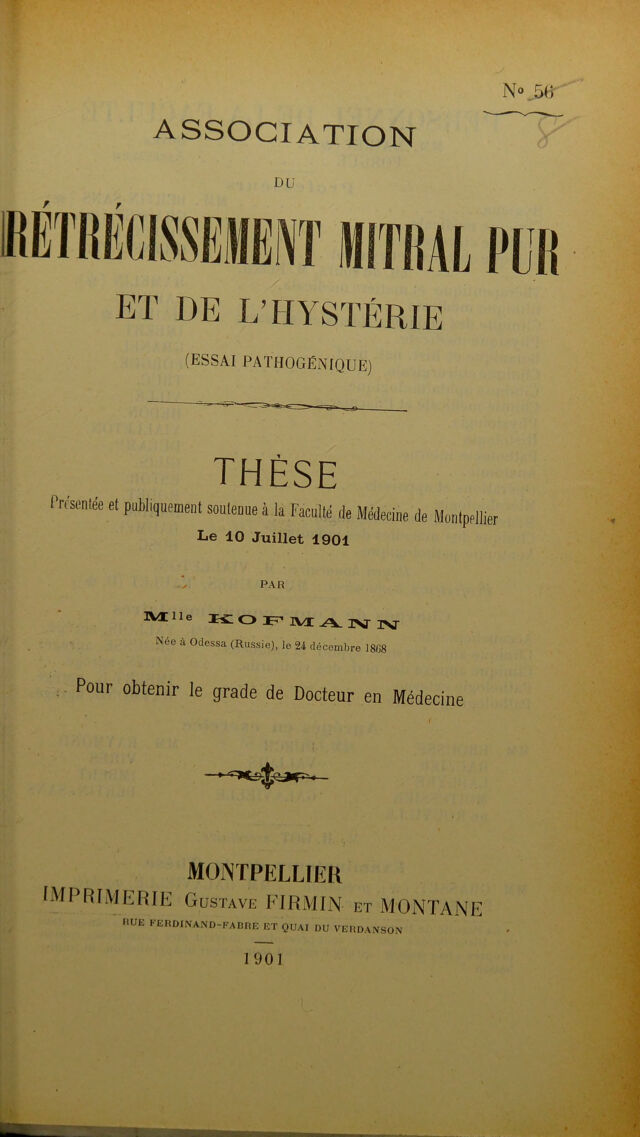 Nº 56
8
ASSOCIATION
DU
RÉTRÉCISSEMENT MITRAL PUR
ET DE L'HYSTÉRIE
(ESSAI PATHOGÉNIQUE)
THÈSE
Présentée et publiquement soutenue à la Faculté de Médecine de Montpellier
Le 10 Juillet 1901
PAR
Mlle KOFMANN
Née à Odessa (Russie), le 24 décembre 1868
Pour obtenir le grade de Docteur en Médecine
MONTPELLIER
IMPRIMERIE GUSTAVE FIRMIN ET MONTANE
RUE FERDINAND-FABRE ET QUAI DU VERDANSON
1901